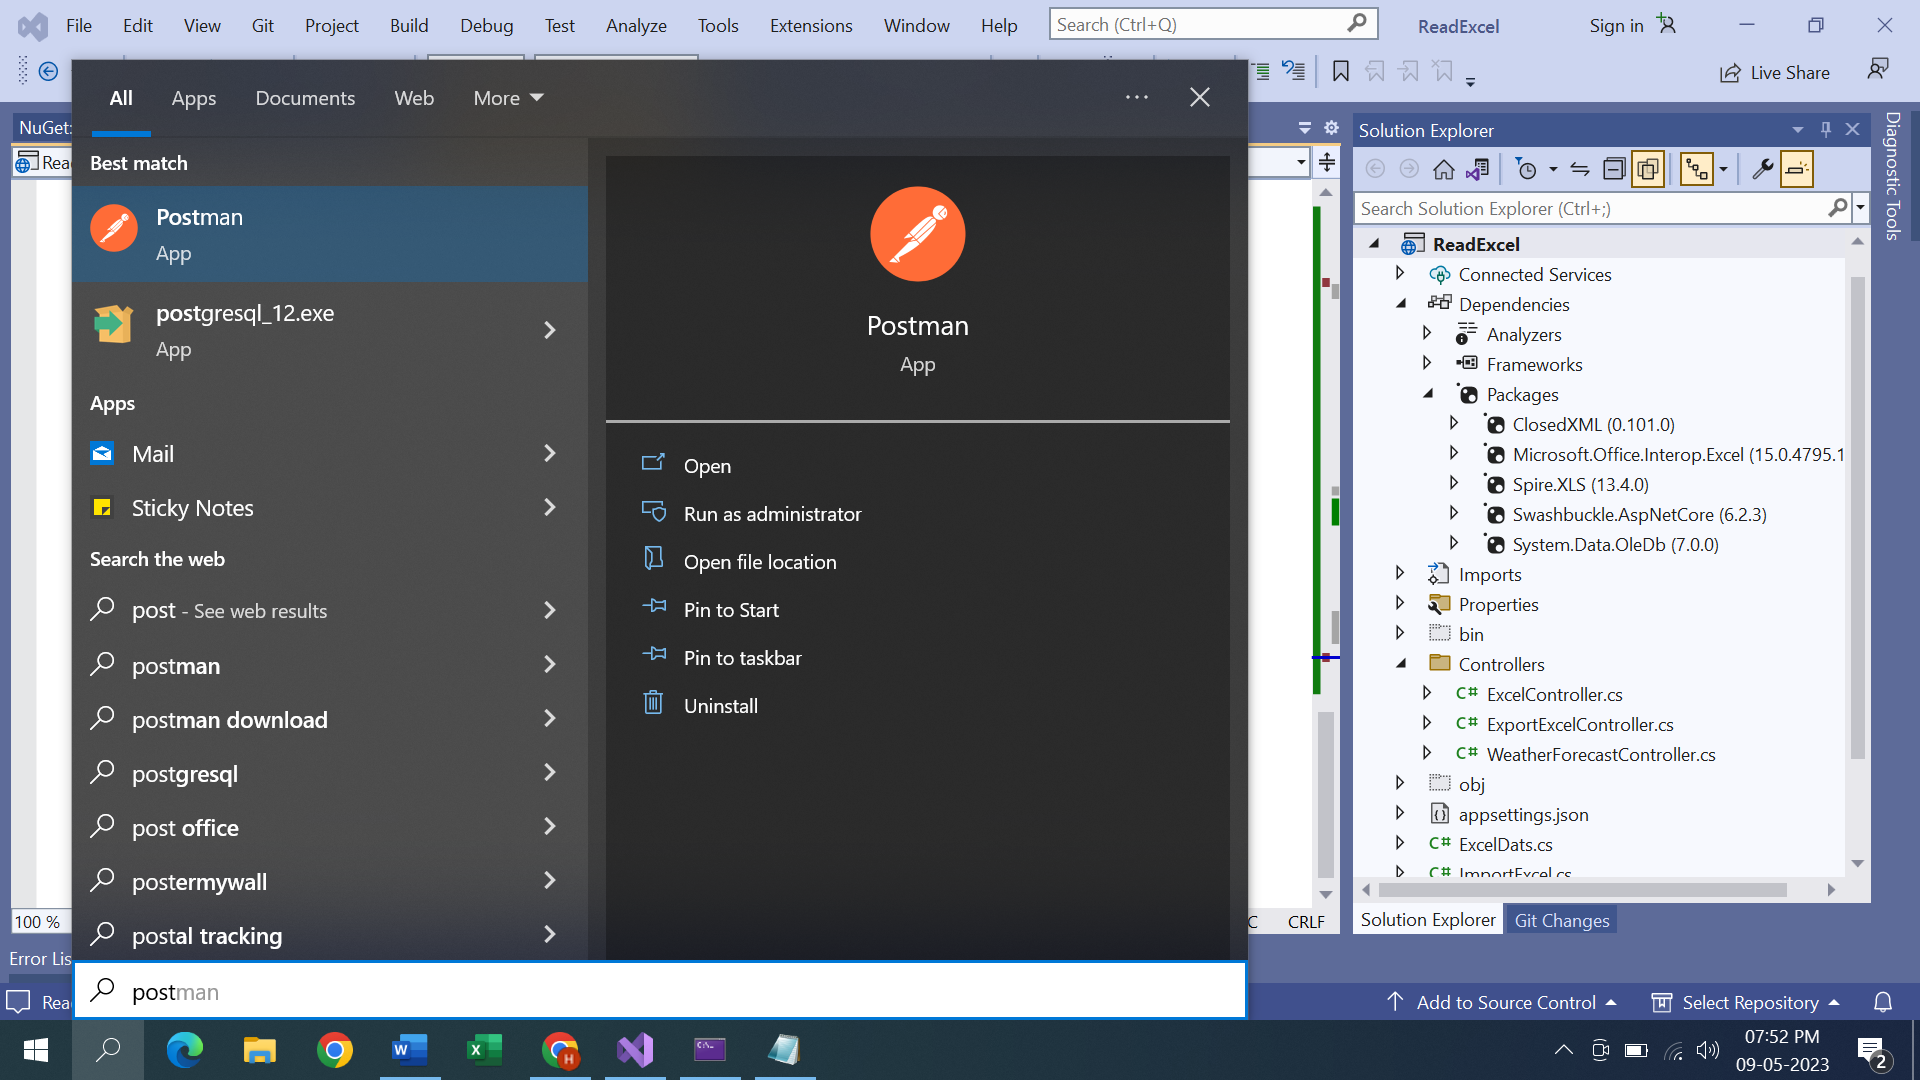 File Edit View Git Project Build Debug Test Analyze Tools Extensions Window Help Search (Ctrl+Q) ReadExcel Sign in
Live Share
All Apps Documents Web More
NuGet:
Rea
Best match
Postman
App
postgresql_12.exe
App
Apps
Mail
Sticky Notes
Search the web
post - See web results
postman
postman download
postgresql
post office
postermywall
postal tracking
postman
Postman
App
Open
Run as administrator
Open file location
Pin to Start
Pin to taskbar
Uninstall
Solution Explorer
Search Solution Explorer (Ctrl+;)
ReadExcel
Connected Services
Dependencies
Analyzers
Frameworks
Packages
ClosedXML (0.101.0)
Microsoft.Office.Interop.Excel (15.0.4795.1
Spire.XLS (13.4.0)
Swashbuckle.AspNetCore (6.2.3)
System.Data.OleDb (7.0.0)
Imports
Properties
bin
Controllers
C# ExcelController.cs
C# ExportExcelController.cs
C# WeatherForecastController.cs
obj
appsettings.json
C# ExcelDats.cs
C# ImportExcel.cs
Solution Explorer Git Changes
Diagnostic Tools
100 %
C CRLF
Error Lis
Rea
Add to Source Control Select Repository
07:52 PM
09-05-2023
2